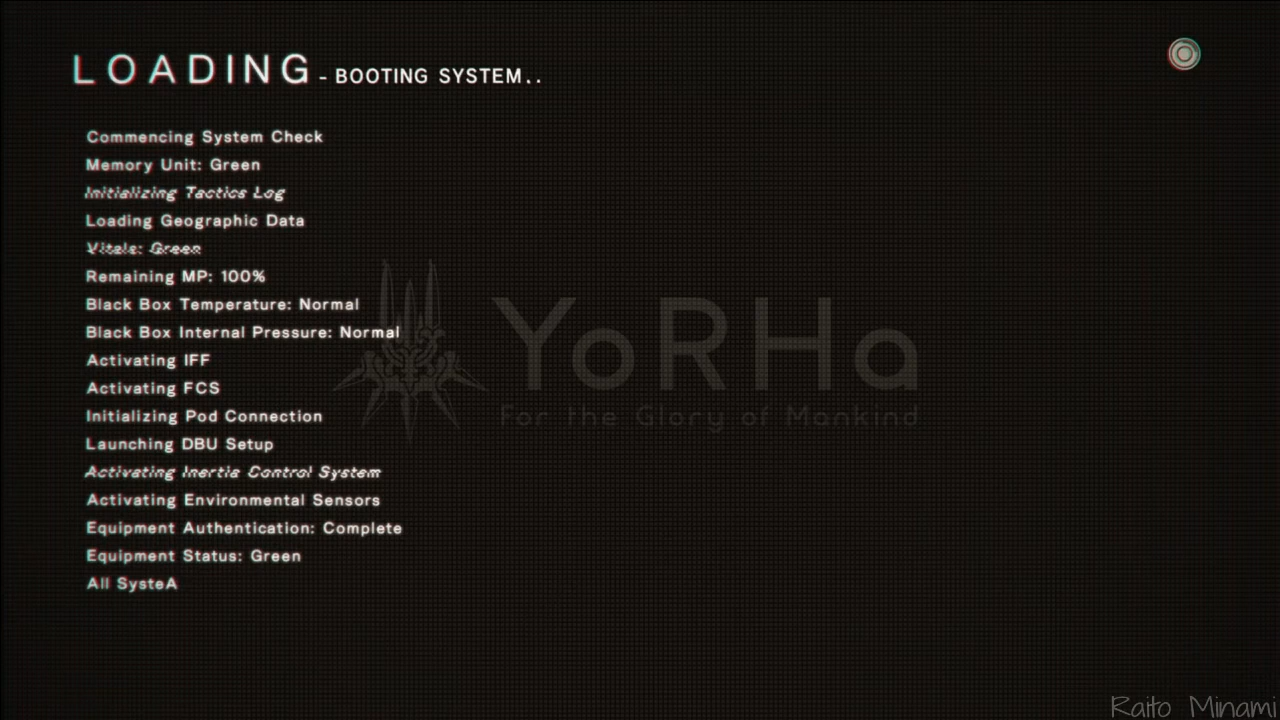 LOADING - BOOTING SYSTEM..
Commencing System Check
Memory Unit: Green
Initializing Tactics Log
Loading Geographic Data
Vitals: Green
Remaining MP: 100%
Black Box Temperature: Normal
Black Box Internal Pressure: Normal
Activating IFF
Activating FCS
Initializing Pod Connection
Launching DBU Setup
Activating Inertia Control System
Activating Environmental Sensors
Equipment Authentication: Complete
Equipment Status: Green
All SysteA
YoRHa
For the Glory of Mankind
Raito Minami